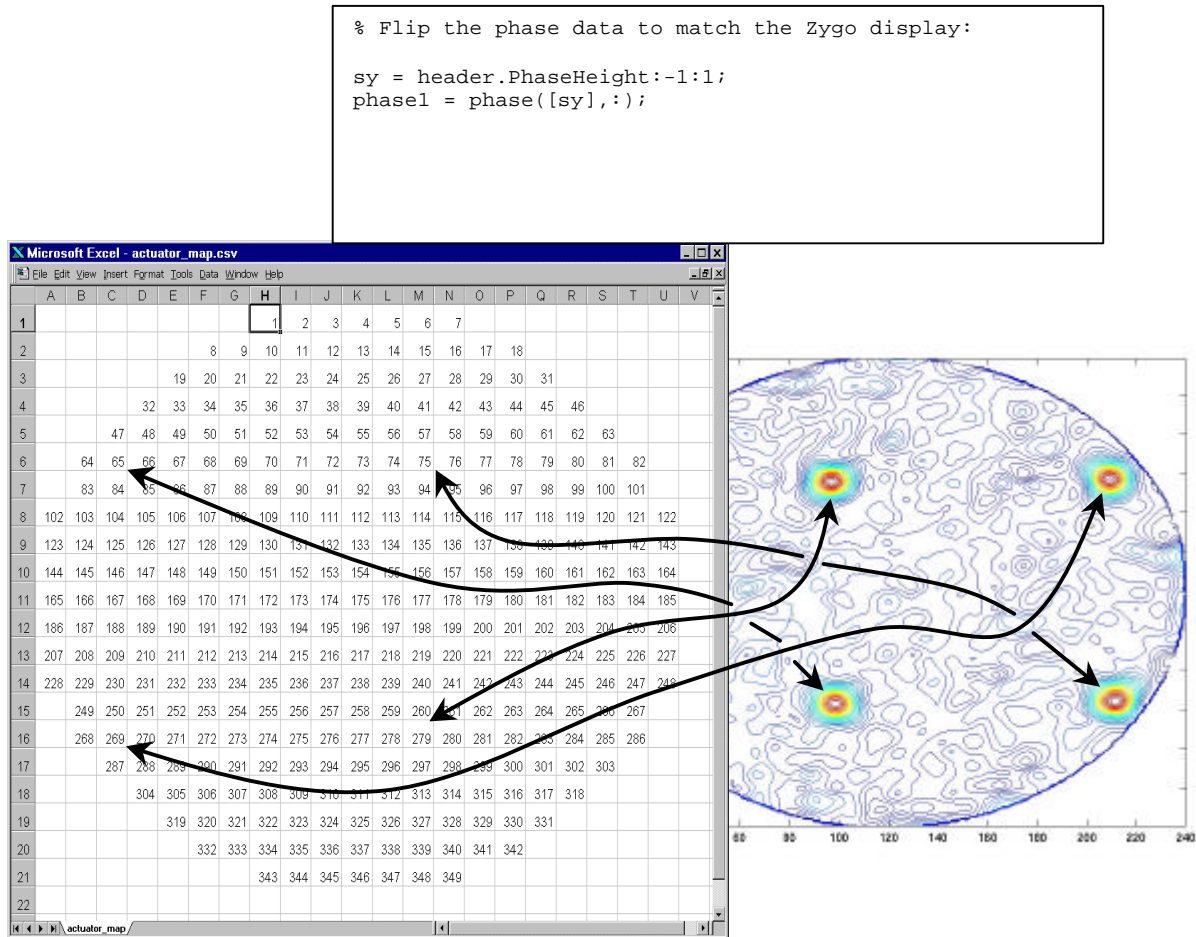 % Flip the phase data to match the Zygo display:
sy = header.PhaseHeight:-1:1;
phase1 = phase([sy],:);
Microsoft Excel - actuator_map.csv
File Edit View Insert Format Tools Data Window Help
A B C D E F G H I J K L M N O P Q R S T U V
1 1 2 3 4 5 6 7
2 8 9 10 11 12 13 14 15 16 17 18
3 19 20 21 22 23 24 25 26 27 28 29 30 31
4 32 33 34 35 36 37 38 39 40 41 42 43 44 45 46
5 47 48 49 50 51 52 53 54 55 56 57 58 59 60 61 62 63
6 64 65 66 67 68 69 70 71 72 73 74 75 76 77 78 79 80 81 82
7 83 84 85 86 87 88 89 90 91 92 93 94 95 96 97 98 99 100 101
8 102 103 104 105 106 107 108 109 110 111 112 113 114 115 116 117 118 119 120 121 122
9 123 124 125 126 127 128 129 130 131 132 133 134 135 136 137 138 139 140 141 142 143
10 144 145 146 147 148 149 150 151 152 153 154 155 156 157 158 159 160 161 162 163 164
11 165 166 167 168 169 170 171 172 173 174 175 176 177 178 179 180 181 182 183 184 185
12 186 187 188 189 190 191 192 193 194 195 196 197 198 199 200 201 202 203 204 205 206
13 207 208 209 210 211 212 213 214 215 216 217 218 219 220 221 222 223 224 225 226 227
14 228 229 230 231 232 233 234 235 236 237 238 239 240 241 242 243 244 245 246 247 248
15 249 250 251 252 253 254 255 256 257 258 259 260 261 262 263 264 265 266 267
16 268 269 270 271 272 273 274 275 276 277 278 279 280 281 282 283 284 285 286
17 287 288 289 290 291 292 293 294 295 296 297 298 299 300 301 302 303
18 304 305 306 307 308 309 310 311 312 313 314 315 316 317 318
19 319 320 321 322 323 324 325 326 327 328 329 330 331
20 332 333 334 335 336 337 338 339 340 341 342
21 343 344 345 346 347 348 349
22
actuator_map
60 80 100 120 140 160 180 200 220 240